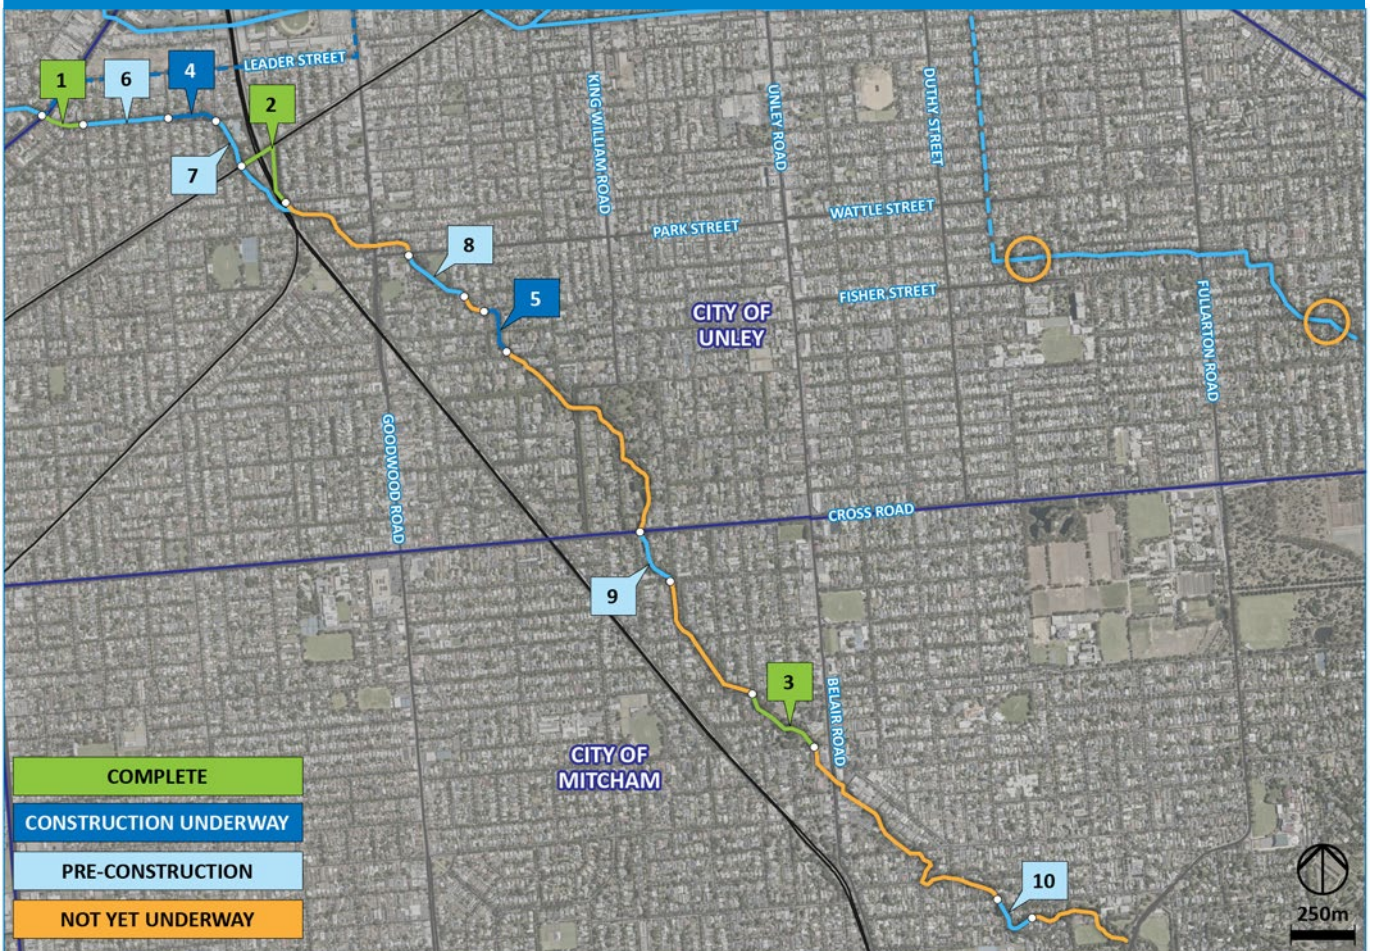 LEADER STREET
1
6
4
2
7
KING WILLIAM ROAD
UNLEY ROAD
DUTHY STREET
WATTLE STREET
PARK STREET
8
5
FISHER STREET
CITY OF
UNLEY
FULLARTON ROAD
GOODWOOD ROAD
CROSS ROAD
9
3
BELAIR ROAD
CITY OF
MITCHAM
10
COMPLETE
CONSTRUCTION UNDERWAY
PRE-CONSTRUCTION
NOT YET UNDERWAY
250m